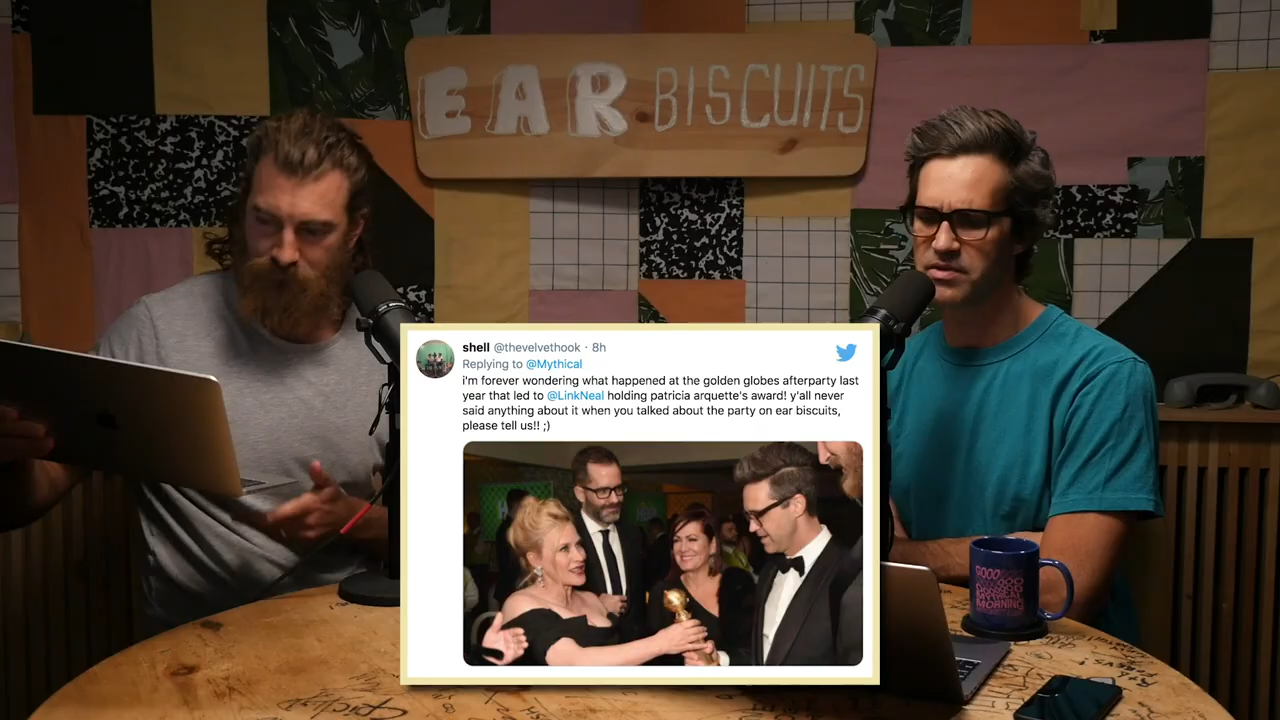 EAR BISCUITS
shell @thevelvethook · 8h
Replying to @Mythical
i'm forever wondering what happened at the golden globes afterparty last
year that led to @LinkNeal holding patricia arquette's award! y'all never
said anything about it when you talked about the party on ear biscuits,
please tell us!! ;)
GOOD
MORNING